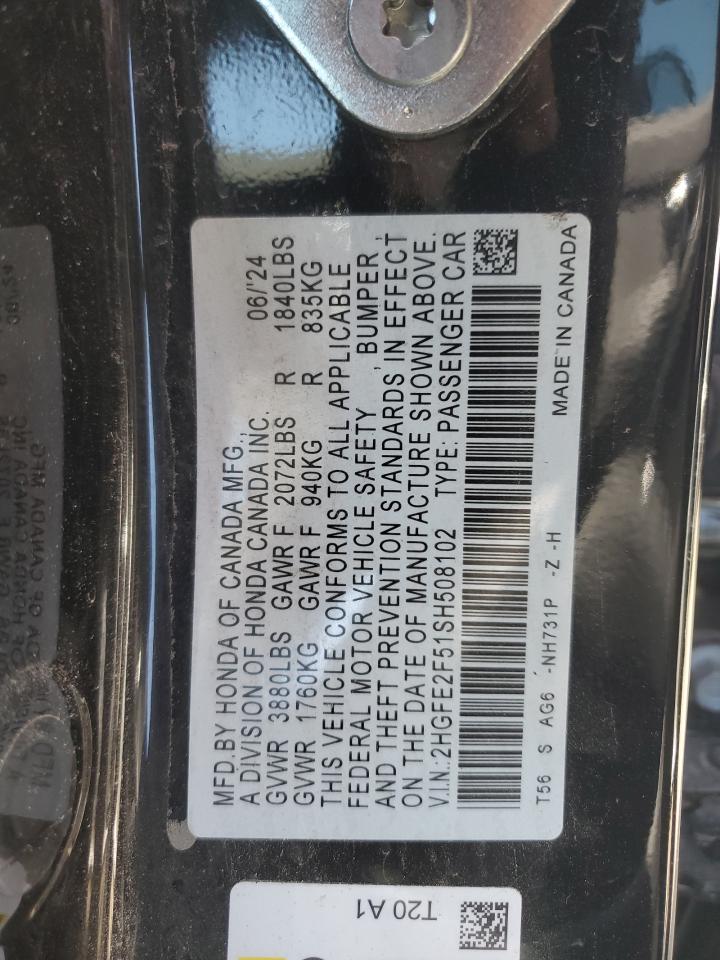 MFD.BY HONDA OF CANADA MFG.,
A DIVISION OF HONDA CANADA INC. 06/'24
GVWR 3880LBS GAWR F 2072LBS R 1840LBS
GVWR 1760KG GAWR F 940KG R 835KG
THIS VEHICLE CONFORMS TO ALL APPLICABLE
FEDERAL MOTOR VEHICLE SAFETY , BUMPER ,
AND THEFT PREVENTION STANDARDS IN EFFECT
ON THE DATE OF MANUFACTURE SHOWN ABOVE.
V.I.N.:2HGFE2F51SH508102 TYPE: PASSENGER CAR
T56 S AG6 -NH731P -Z -H
MADE IN CANADA
T20 A1